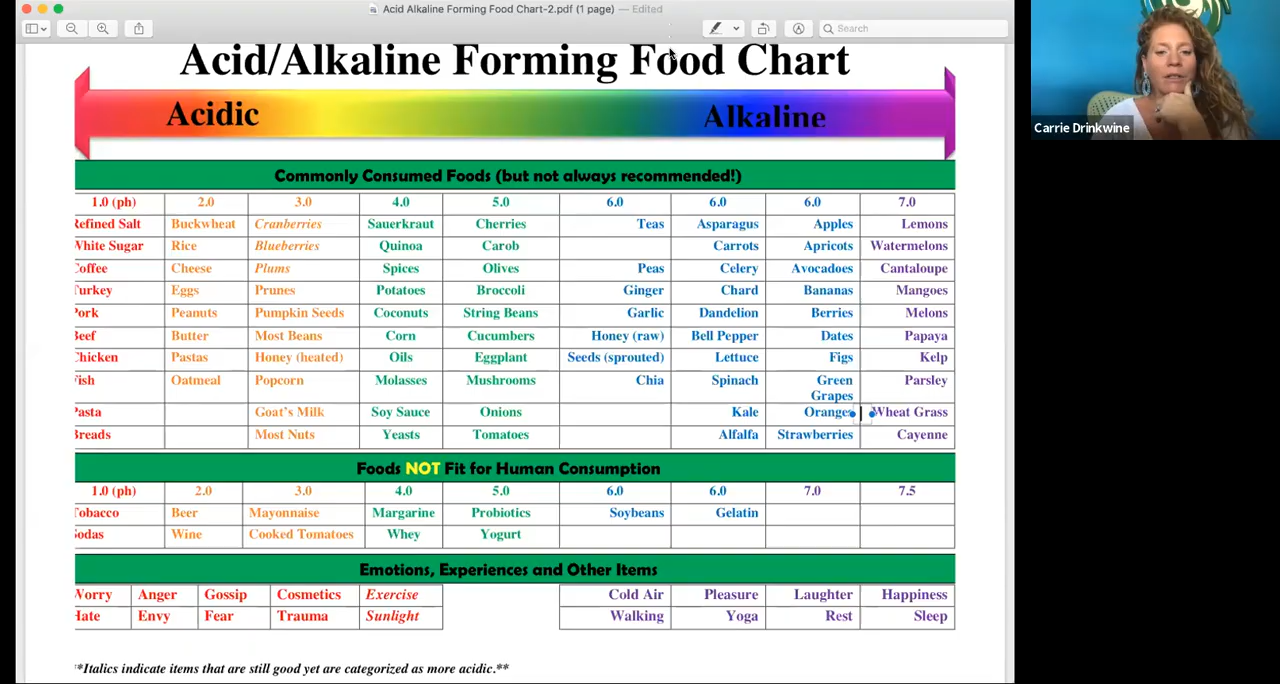 Acid Alkaline Forming Food Chart-2.pdf (1 page) — Edited
Search
Acid/Alkaline Forming Food Chart
Acidic Alkaline
Carrie Drinkwine
Commonly Consumed Foods (but not always recommended!)
1.0 (ph) 2.0 3.0 4.0 5.0 6.0 6.0 6.0 7.0
Refined Salt Buckwheat Cranberries Sauerkraut Cherries Teas Asparagus Apples Lemons
White Sugar Rice Blueberries Quinoa Carob Carrots Apricots Watermelons
Coffee Cheese Plums Spices Olives Peas Celery Avocadoes Cantaloupe
Turkey Eggs Prunes Potatoes Broccoli Ginger Chard Bananas Mangoes
Pork Peanuts Pumpkin Seeds Coconuts String Beans Garlic Dandelion Berries Melons
Beef Butter Most Beans Corn Cucumbers Honey (raw) Bell Pepper Dates Papaya
Chicken Pastas Honey (heated) Oils Eggplant Seeds (sprouted) Lettuce Figs Kelp
Fish Oatmeal Popcorn Molasses Mushrooms Chia Spinach Green Parsley
Grapes
Pasta Goat's Milk Soy Sauce Onions Kale Oranges Wheat Grass
Breads Most Nuts Yeasts Tomatoes Alfalfa Strawberries Cayenne
Foods NOT Fit for Human Consumption
1.0 (ph) 2.0 3.0 4.0 5.0 6.0 6.0 7.0 7.5
Tobacco Beer Mayonnaise Margarine Probiotics Soybeans Gelatin
Sodas Wine Cooked Tomatoes Whey Yogurt
Emotions, Experiences and Other Items
Worry Anger Gossip Cosmetics Exercise Cold Air Pleasure Laughter Happiness
Hate Envy Fear Trauma Sunlight Walking Yoga Rest Sleep
**Italics indicate items that are still good yet are categorized as more acidic.**